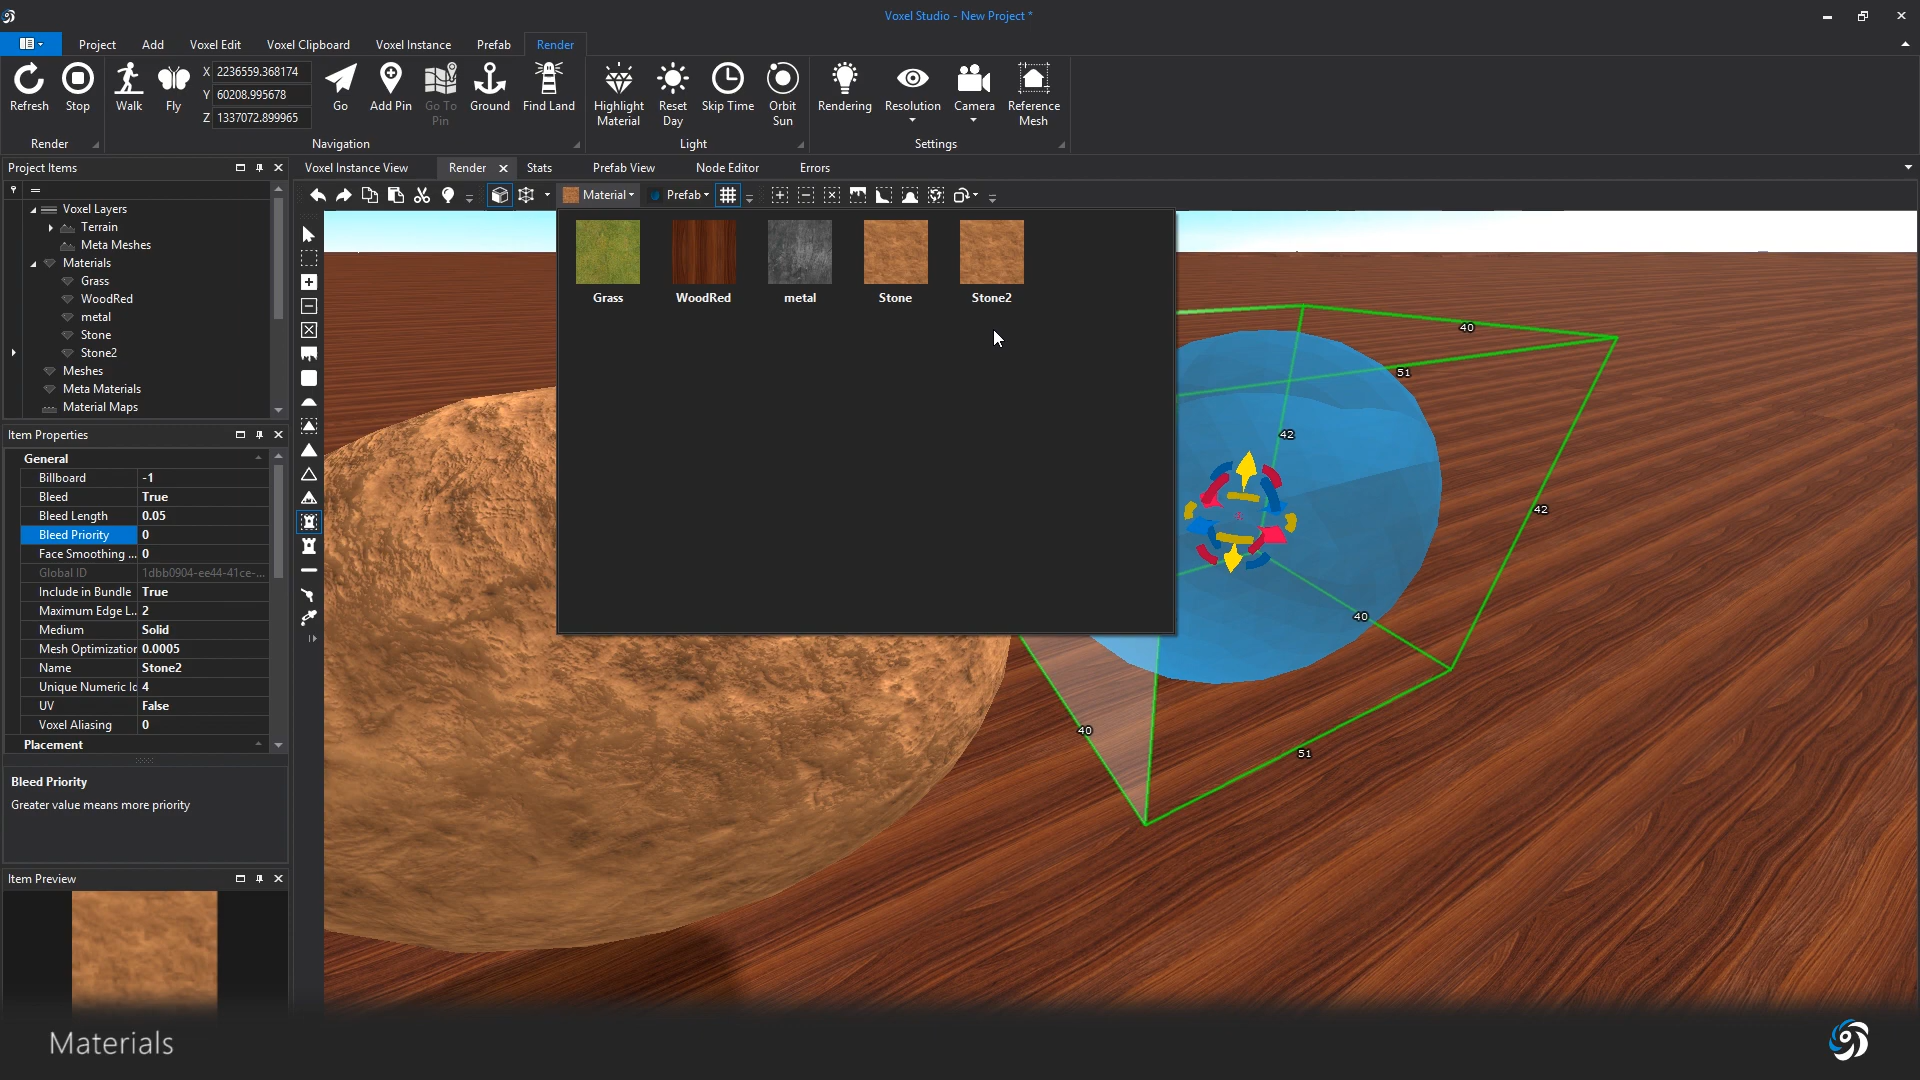 Voxel Studio - New Project *
Project Add Voxel Edit Voxel Clipboard Voxel Instance Prefab Render
X 2236559.368174
Y 60208.995678
Z 1337072.899965
Refresh Stop Walk Fly Go Add Pin Go To Pin Ground Find Land Highlight Material Reset Day Skip Time Orbit Sun Rendering Resolution Camera Reference Mesh
Render Navigation Light Settings
Project Items
Voxel Instance View Render Stats Prefab View Node Editor Errors
Material Prefab
Voxel Layers
Terrain
Meta Meshes
Materials
Grass
WoodRed
metal
Stone
Stone2
Meshes
Meta Materials
Material Maps
Grass WoodRed metal Stone Stone2
40
51
42
42
40
40
51
Item Properties
General
Billboard -1
Bleed True
Bleed Length 0.05
Bleed Priority 0
Face Smoothing ... 0
Global ID 1dbb0904-ee44-41ce-...
Include in Bundle True
Maximum Edge L... 2
Medium Solid
Mesh Optimization 0.0005
Name Stone2
Unique Numeric Id 4
UV False
Voxel Aliasing 0
Placement
Bleed Priority
Greater value means more priority
Item Preview
Materials